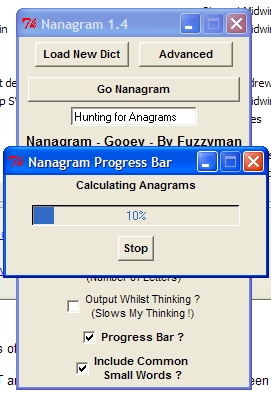 Nanagram 1.4
Load New Dict
Advanced
Go Nanagram
Hunting for Anagrams
Nanagram - Gooey - By Fuzzyman
Nanagram Progress Bar
Calculating Anagrams
10%
Stop
(Number of Letters)
Output Whilst Thinking ?
(Slows My Thinking !)
Progress Bar ?
Include Common
Small Words ?